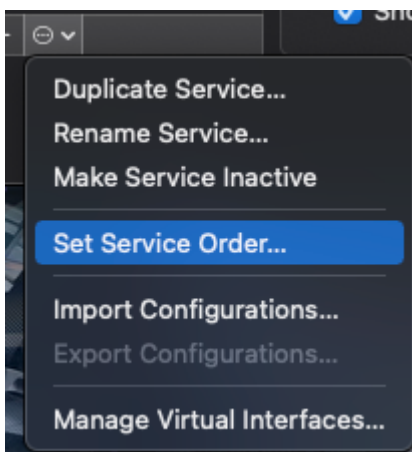 Duplicate Service...
Rename Service...
Make Service Inactive
Set Service Order...
Import Configurations...
Export Configurations...
Manage Virtual Interfaces...